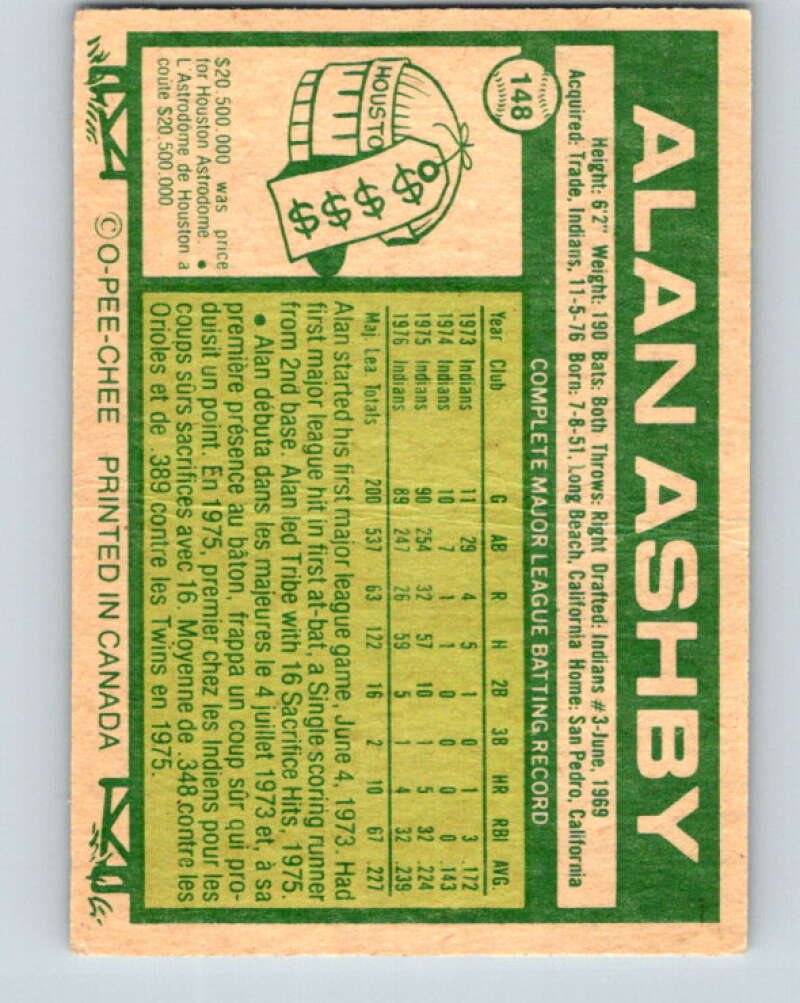 148
ALAN ASHBY
Height: 6'2" Weight: 190 Bats: Both Throws: Right Drafted: Indians #3-June, 1969
Acquired: Trade, Indians, 11-5-76 Born: 7-8-51, Long Beach, California Home: San Pedro, California
COMPLETE MAJOR LEAGUE BATTING RECORD
Year Club G AB R H 2B 3B HR RBI AVG.
1973 Indians 11 29 4 5 1 0 1 3 .172
1974 Indians 10 7 1 1 0 0 0 0 .143
1975 Indians 90 254 32 57 10 1 5 32 .224
1976 Indians 89 247 26 59 5 1 4 32 .239
Maj. Lea. Totals 200 537 63 122 16 2 10 67 .227
Alan started his first major league game, June 4, 1973. Had
first major league hit in first at-bat, a Single scoring runner
from 2nd base. Alan led Tribe with 16 Sacrifice Hits, 1975.
• Alan débuta dans les majeures le 4 juillet 1973 et, à sa
première présence au bâton, frappa un coup sûr qui pro-
duisit un point. En 1975, premier chez les Indiens pour les
coups sûrs sacrifices avec 16. Moyenne de .348 contre les
Orioles et de .389 contre les Twins en 1975.
HOUSTO
$ $ $ $
$20,500,000 was price
for Houston Astrodome. •
L'Astrodôme de Houston a
coûté $20,500,000.
© O-PEE-CHEE PRINTED IN CANADA